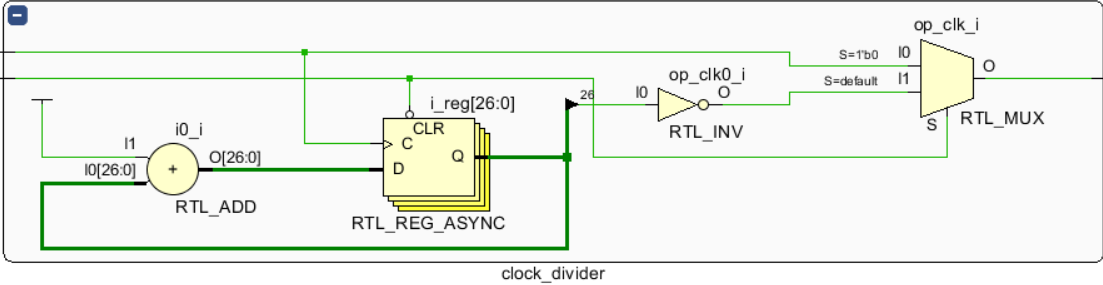 op_clk_i
S=1'b0
I0
S=default
I1
O
S
RTL_MUX
op_clk0_i
26
I0
O
RTL_INV
i_reg[26:0]
CLR
C
D
Q
RTL_REG_ASYNC
i0_i
I1
I0[26:0]
+
O[26:0]
RTL_ADD
clock_divider